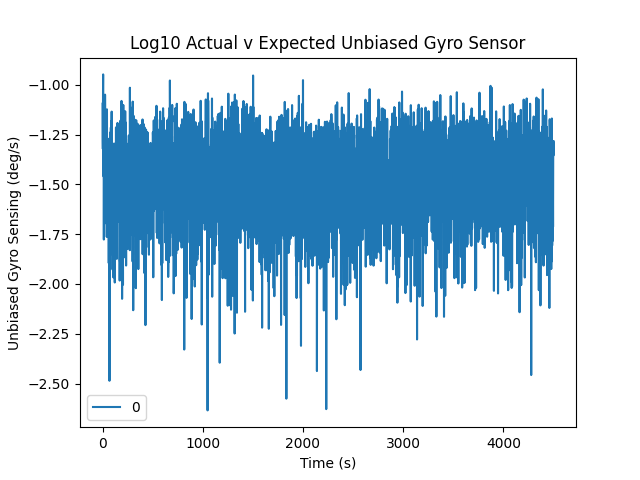 Log10 Actual v Expected Unbiased Gyro Sensor
Unbiased Gyro Sensing (deg/s)
−1.00
−1.25
−1.50
−1.75
−2.00
−2.25
−2.50
0
0 1000 2000 3000 4000
Time (s)